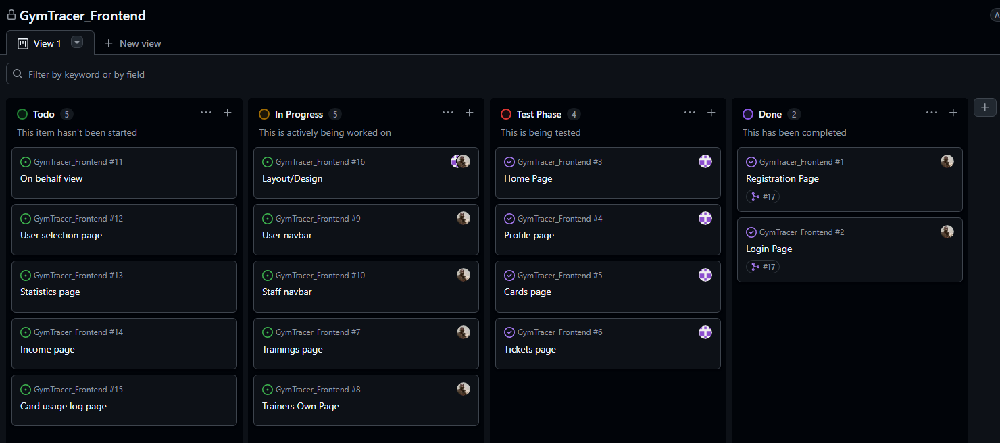 GymTracer_Frontend
A
View 1
New view
Filter by keyword or by field
Todo 5
This item hasn't been started
GymTracer_Frontend #11
On behalf view
GymTracer_Frontend #12
User selection page
GymTracer_Frontend #13
Statistics page
GymTracer_Frontend #14
Income page
GymTracer_Frontend #15
Card usage log page
In Progress 5
This is actively being worked on
GymTracer_Frontend #16
Layout/Design
GymTracer_Frontend #9
User navbar
GymTracer_Frontend #10
Staff navbar
GymTracer_Frontend #7
Trainings page
GymTracer_Frontend #8
Trainers Own Page
Test Phase 4
This is being tested
GymTracer_Frontend #3
Home Page
GymTracer_Frontend #4
Profile page
GymTracer_Frontend #5
Cards page
GymTracer_Frontend #6
Tickets page
Done 2
This has been completed
GymTracer_Frontend #1
Registration Page
#17
GymTracer_Frontend #2
Login Page
#17